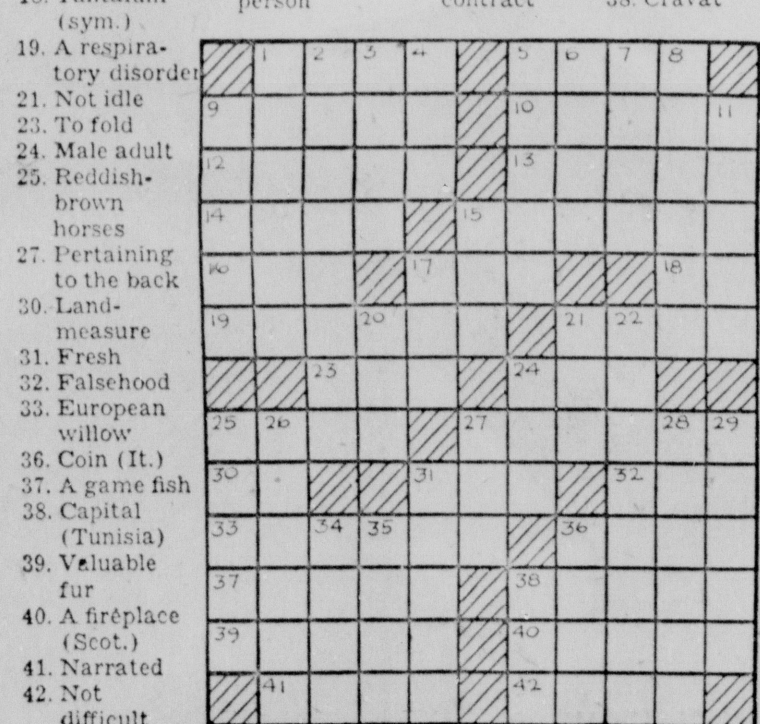 person contract 38. Cravat
(sym.)
19. A respira-
tory disorder
21. Not idle
23. To fold
24. Male adult
25. Reddish-
brown
horses
27. Pertaining
to the back
30. Land-
measure
31. Fresh
32. Falsehood
33. European
willow
36. Coin (It.)
37. A game fish
38. Capital
(Tunisia)
39. Valuable
fur
40. A fireplace
(Scot.)
41. Narrated
42. Not
difficult
1 2 3 4 5 6 7 8
9 10 11
12 13
14 15
16 17 18
19 20 21 22
23 24
25 26 27 28 29
30 31 32
33 34 35 36
37 38
39 40
41 42